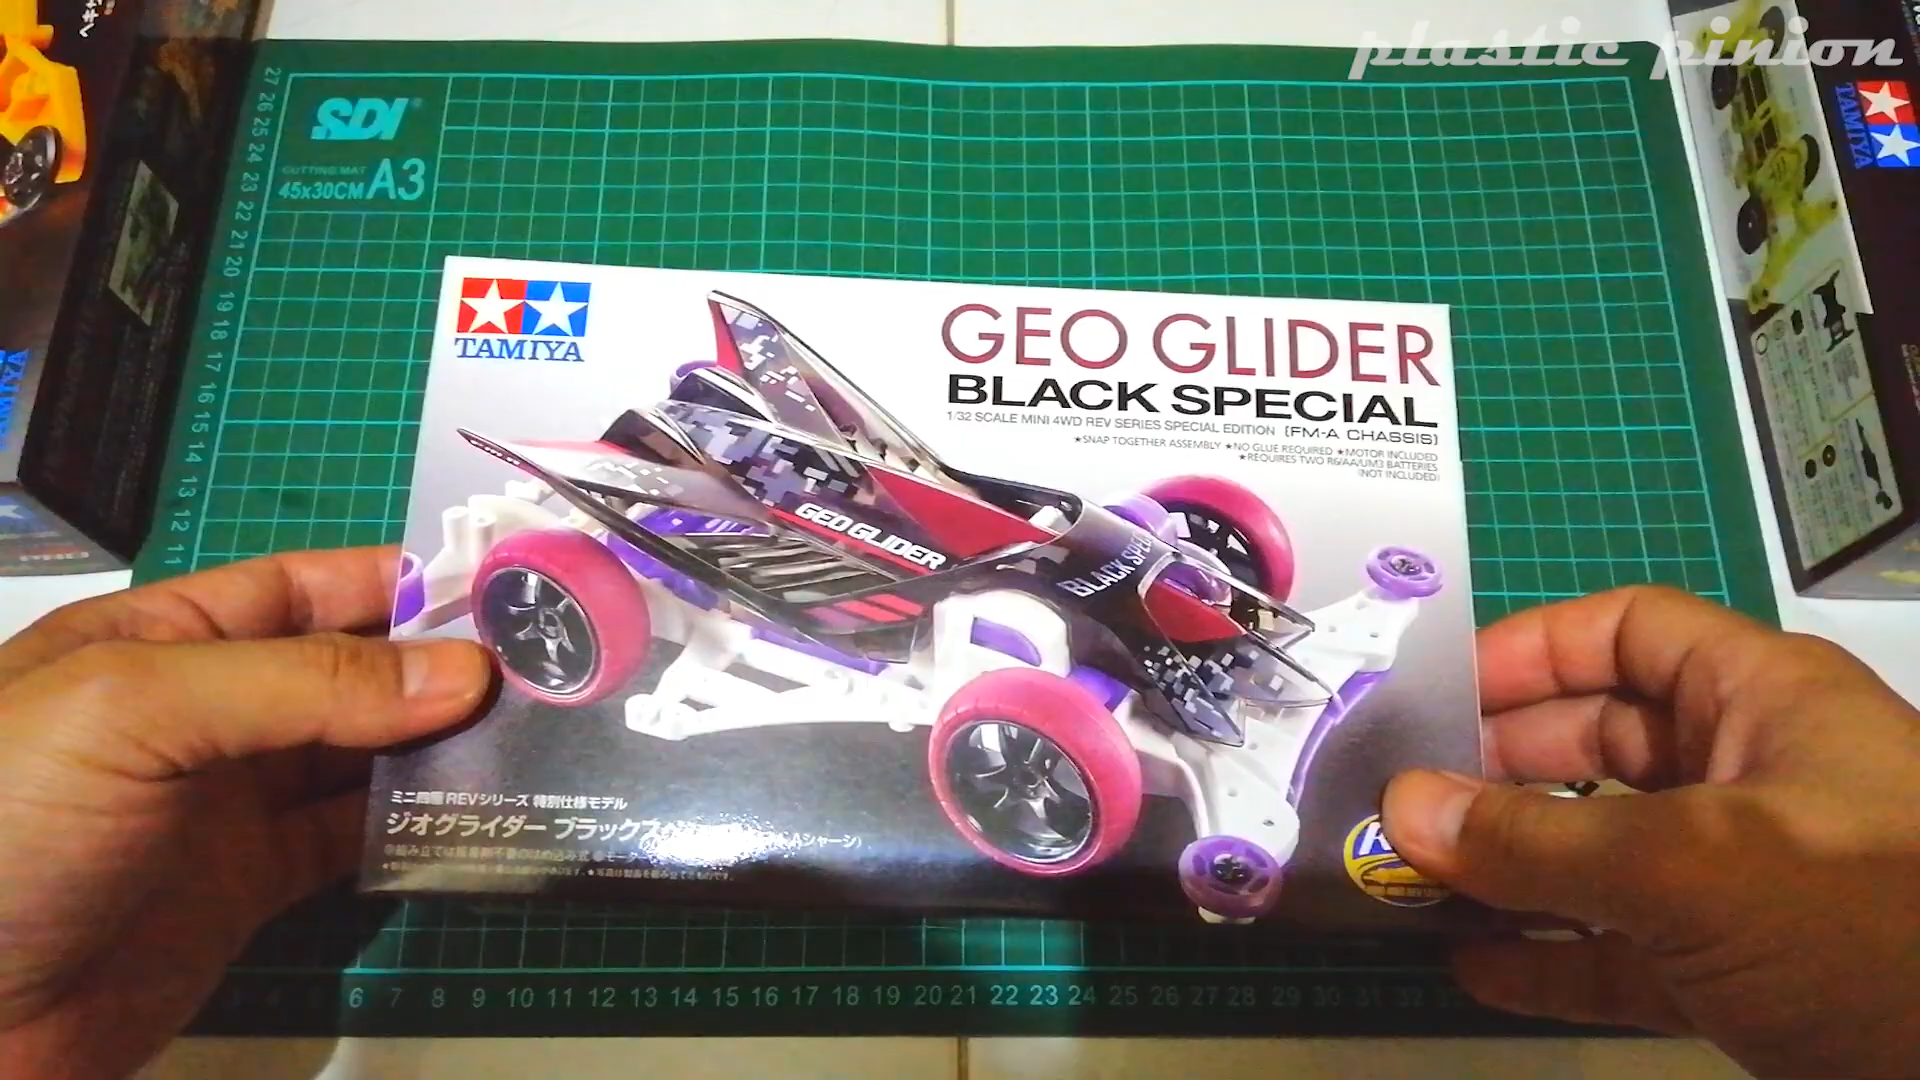 plastic pinion
SDI
CUTTING MAT
45x30CM A3
TAMIYA
GEO GLIDER
BLACK SPECIAL
1/32 SCALE MINI 4WD REV SERIES SPECIAL EDITION (FM-A CHASSIS)
★SNAP TOGETHER ASSEMBLY ★NO GLUE REQUIRED ★MOTOR INCLUDED
★REQUIRES TWO R6/AA/UM3 BATTERIES
(NOT INCLUDED)
GEO GLIDER
BLACK SPE
ミニ四駆 REVシリーズ 特別仕様モデル
ジオグライダー ブラックス
Aシャーシ)
TAMIYA
TAMIYA
27 26 25 24 23 22 21 20 19 18 17 16 15 14 13 12 11
6 7 8 9 10 11 12 13 14 15 16 17 18 19 20 21 22 23 24 25 26 27 28 29 30 31 32